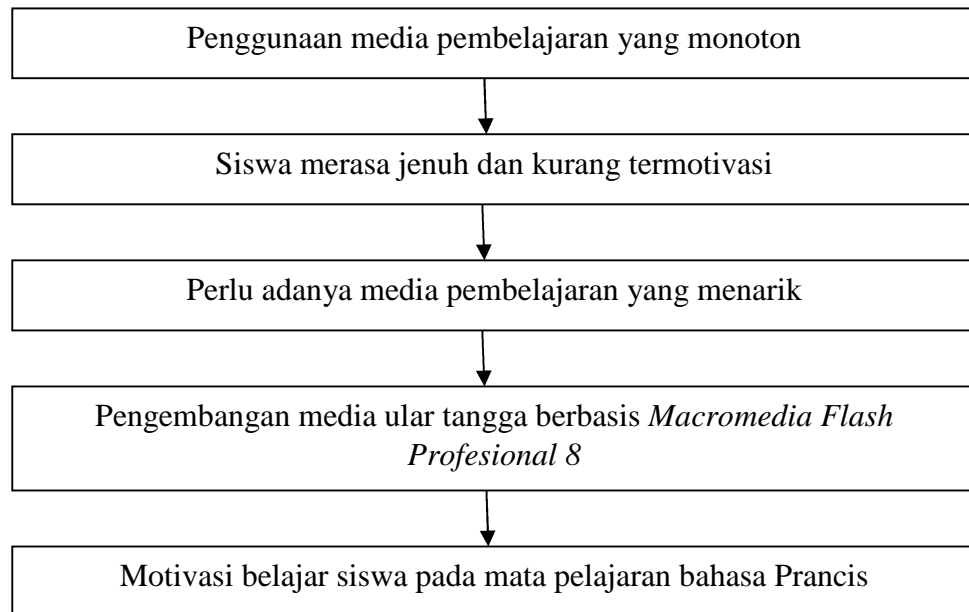 Penggunaan media pembelajaran yang monoton
Siswa merasa jenuh dan kurang termotivasi
Perlu adanya media pembelajaran yang menarik
Pengembangan media ular tangga berbasis Macromedia Flash
Profesional 8
Motivasi belajar siswa pada mata pelajaran bahasa Prancis